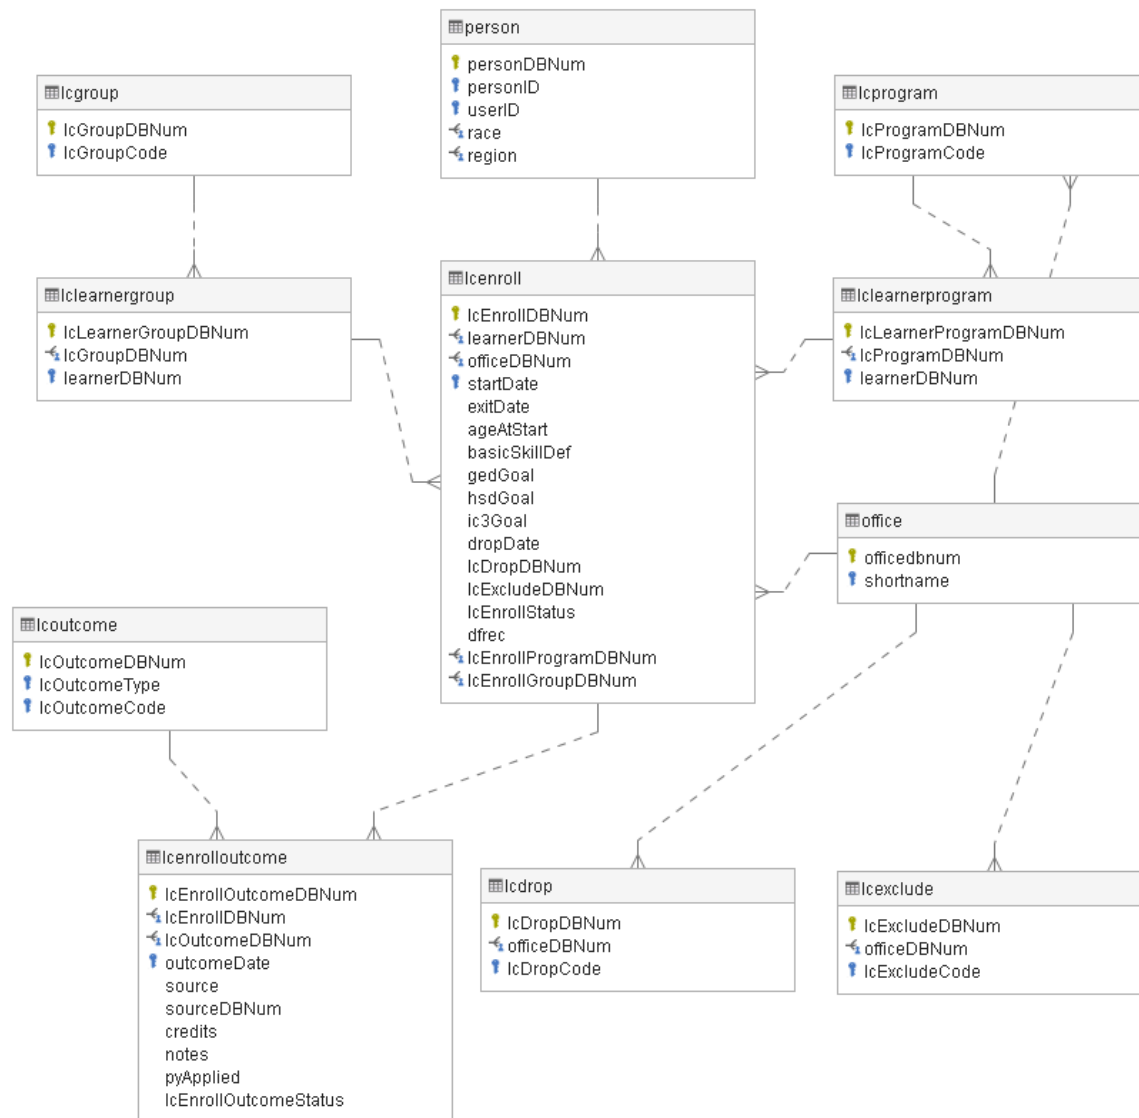 person
personDBNum
personID
userID
race
region
lcgroup
lcGroupDBNum
lcGroupCode
lcprogram
lcProgramDBNum
lcProgramCode
lclearnergroup
lcLearnerGroupDBNum
lcGroupDBNum
learnerDBNum
lcenroll
lcEnrollDBNum
learnerDBNum
officeDBNum
startDate
exitDate
ageAtStart
basicSkillDef
gedGoal
hsdGoal
ic3Goal
dropDate
lcDropDBNum
lcExcludeDBNum
lcEnrollStatus
dfrec
lcEnrollProgramDBNum
lcEnrollGroupDBNum
lclearnerprogram
lcLearnerProgramDBNum
lcProgramDBNum
learnerDBNum
office
officedbnum
shortname
lcoutcome
lcOutcomeDBNum
lcOutcomeType
lcOutcomeCode
lcenrolloutcome
lcEnrollOutcomeDBNum
lcEnrollDBNum
lcOutcomeDBNum
outcomeDate
source
sourceDBNum
credits
notes
pyApplied
lcEnrollOutcomeStatus
lcdrop
lcDropDBNum
officeDBNum
lcDropCode
lcexclude
lcExcludeDBNum
officeDBNum
lcExcludeCode